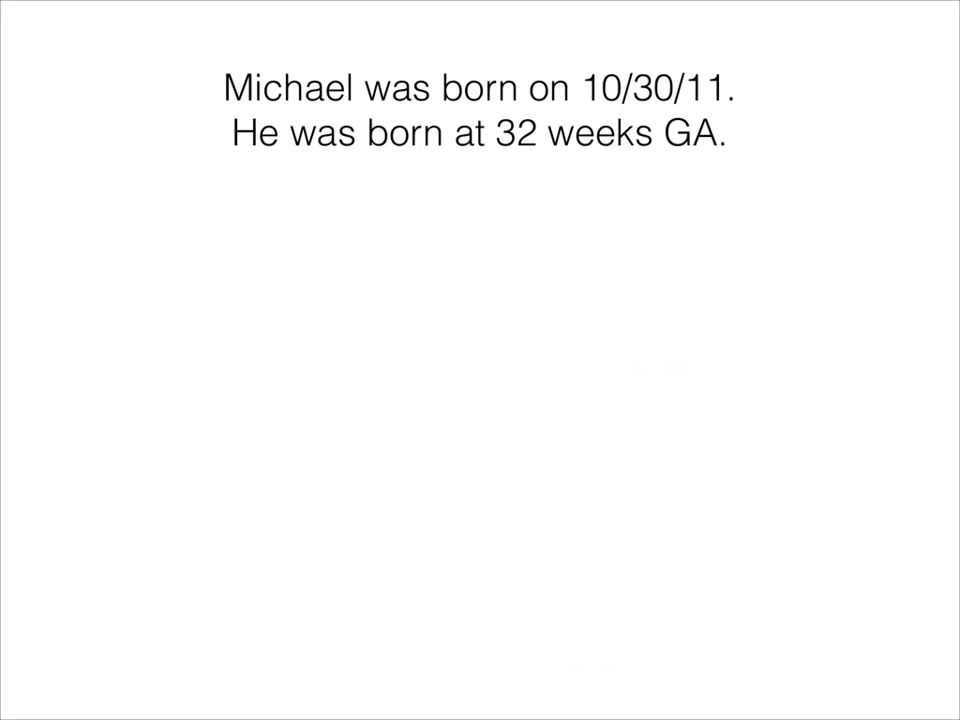 Michael was born on 10/30/11.
He was born at 32 weeks GA.